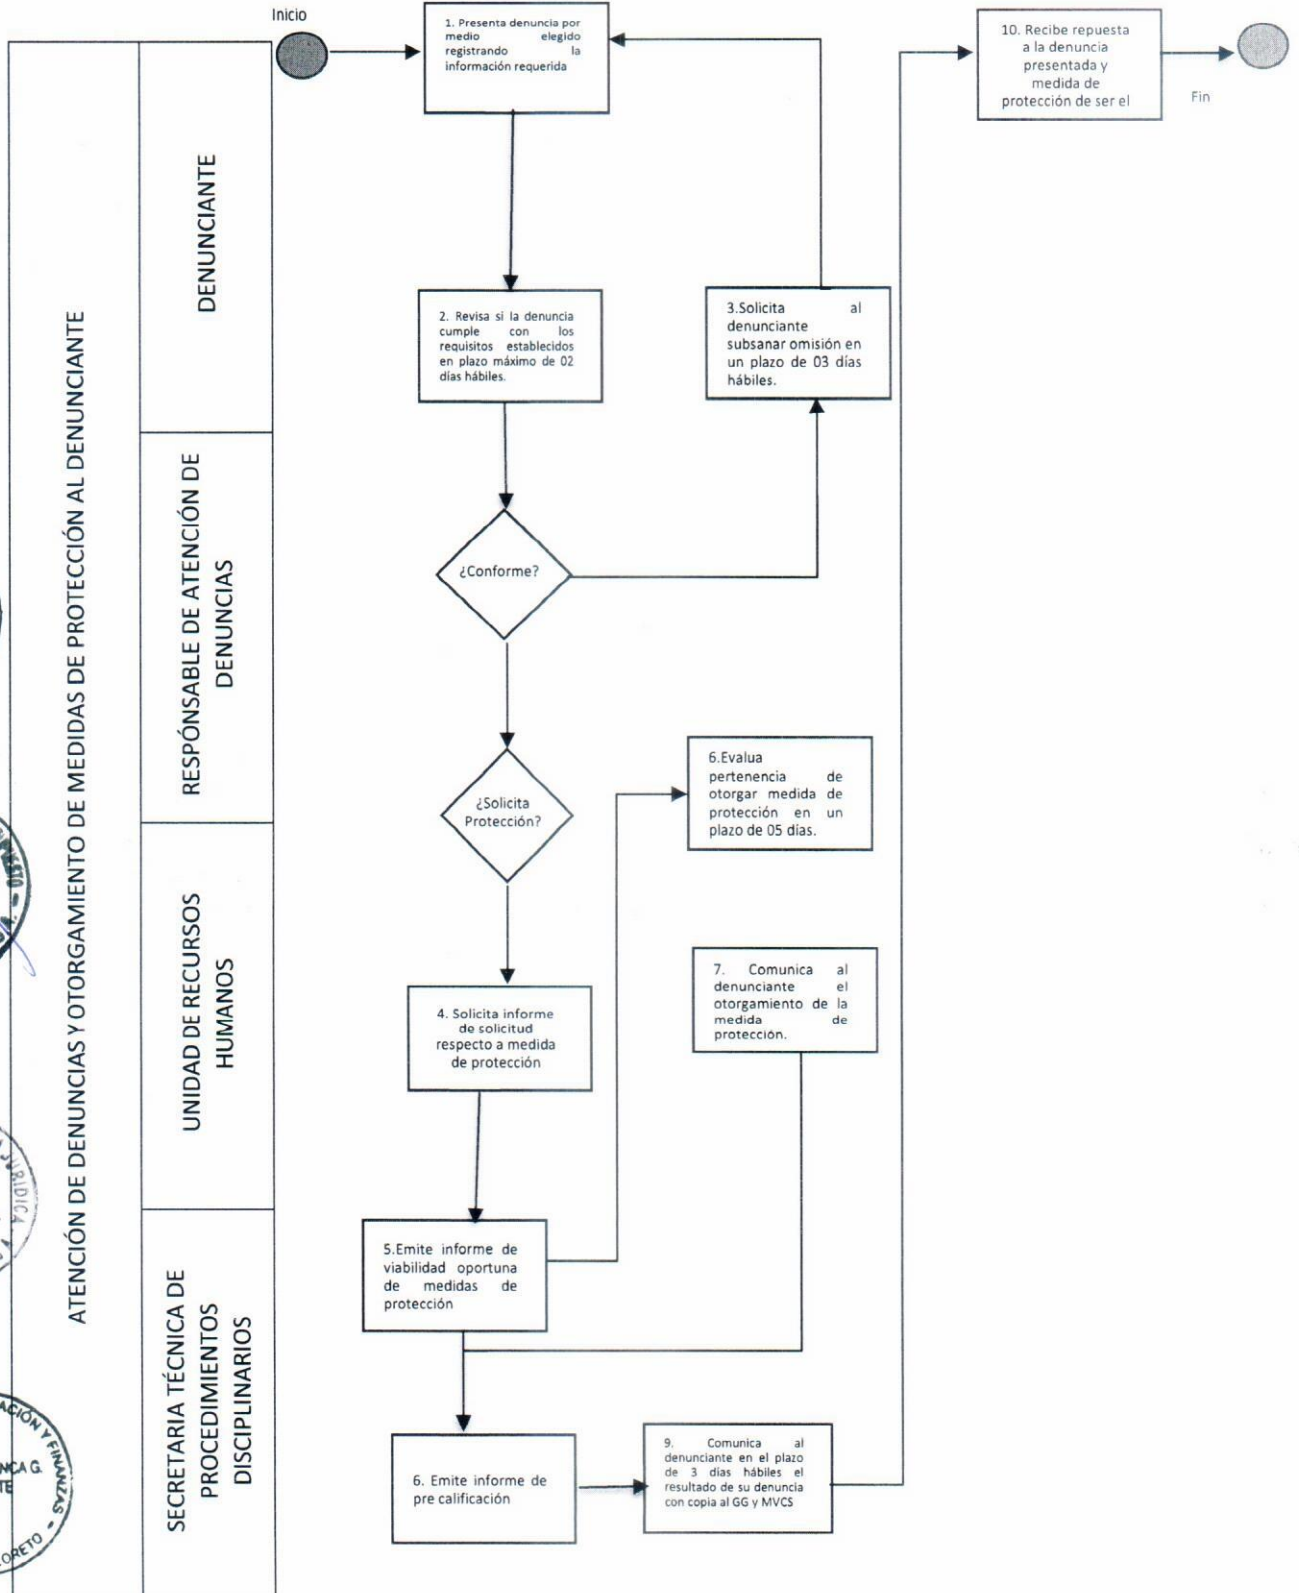 Inicio
1. Presenta denuncia por
medio elegido
registrando la
información requerida
10. Recibe repuesta
a la denuncia
presentada y
medida de
protección de ser el
Fin
ATENCIÓN DE DENUNCIAS Y OTORGAMIENTO DE MEDIDAS DE PROTECCIÓN AL DENUNCIANTE
DENUNCIANTE
2. Revisa si la denuncia
cumple con los
requisitos establecidos
en plazo máximo de 02
días hábiles.
3.Solicita al
denunciante
subsanar omisión en
un plazo de 03 días
hábiles.
RESPÓNSABLE DE ATENCIÓN DE
DENUNCIAS
¿Conforme?
¿Solicita
Protección?
6.Evalua
pertenencia de
otorgar medida de
protección en un
plazo de 05 días.
UNIDAD DE RECURSOS
HUMANOS
4. Solicita informe
de solicitud
respecto a medida
de protección
7. Comunica al
denunciante el
otorgamiento de la
medida de
protección.
SECRETARIA TÉCNICA DE
PROCEDIMIENTOS
DISCIPLINARIOS
5.Emite informe de
viabilidad oportuna
de medidas de
protección
6. Emite informe de
pre calificación
9. Comunica al
denunciante en el plazo
de 3 días hábiles el
resultado de su denuncia
con copia al GG y MVCS
Y FINANZAS
LORETO